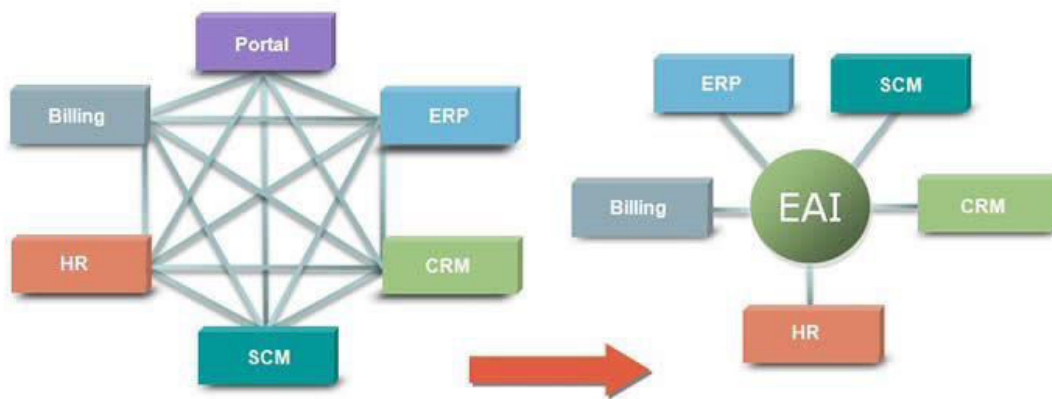 Portal
Billing
ERP
HR
CRM
SCM
ERP
SCM
Billing
EAI
CRM
HR